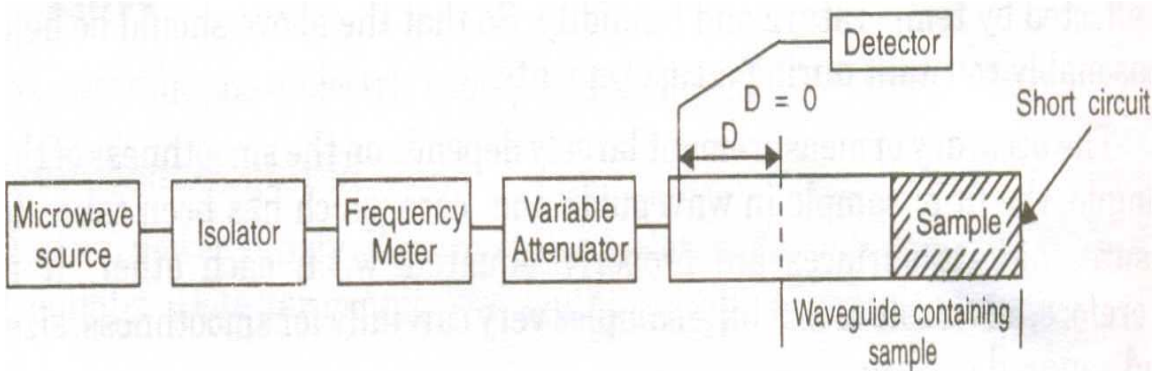 Detector
D = 0
Short circuit
D
Microwave
source
Isolator
Frequency
Meter
Variable
Attenuator
Sample
Waveguide containing
sample